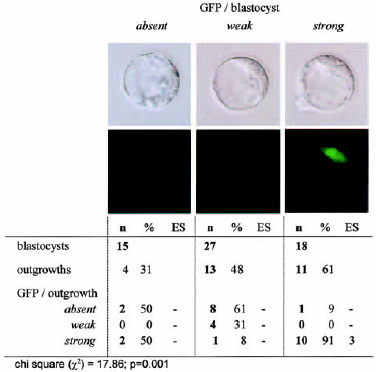 GFP / blastocyst
absent weak strong
n % ES n % ES n % ES
blastocysts 15 27 18
outgrowths 4 31 13 48 11 61
GFP / outgrowth
absent 2 50 - 8 61 - 1 9 -
weak 0 0 - 4 31 - 0 0 -
strong 2 50 - 1 8 - 10 91 3
chi square (χ²) = 17.86; p=0.001